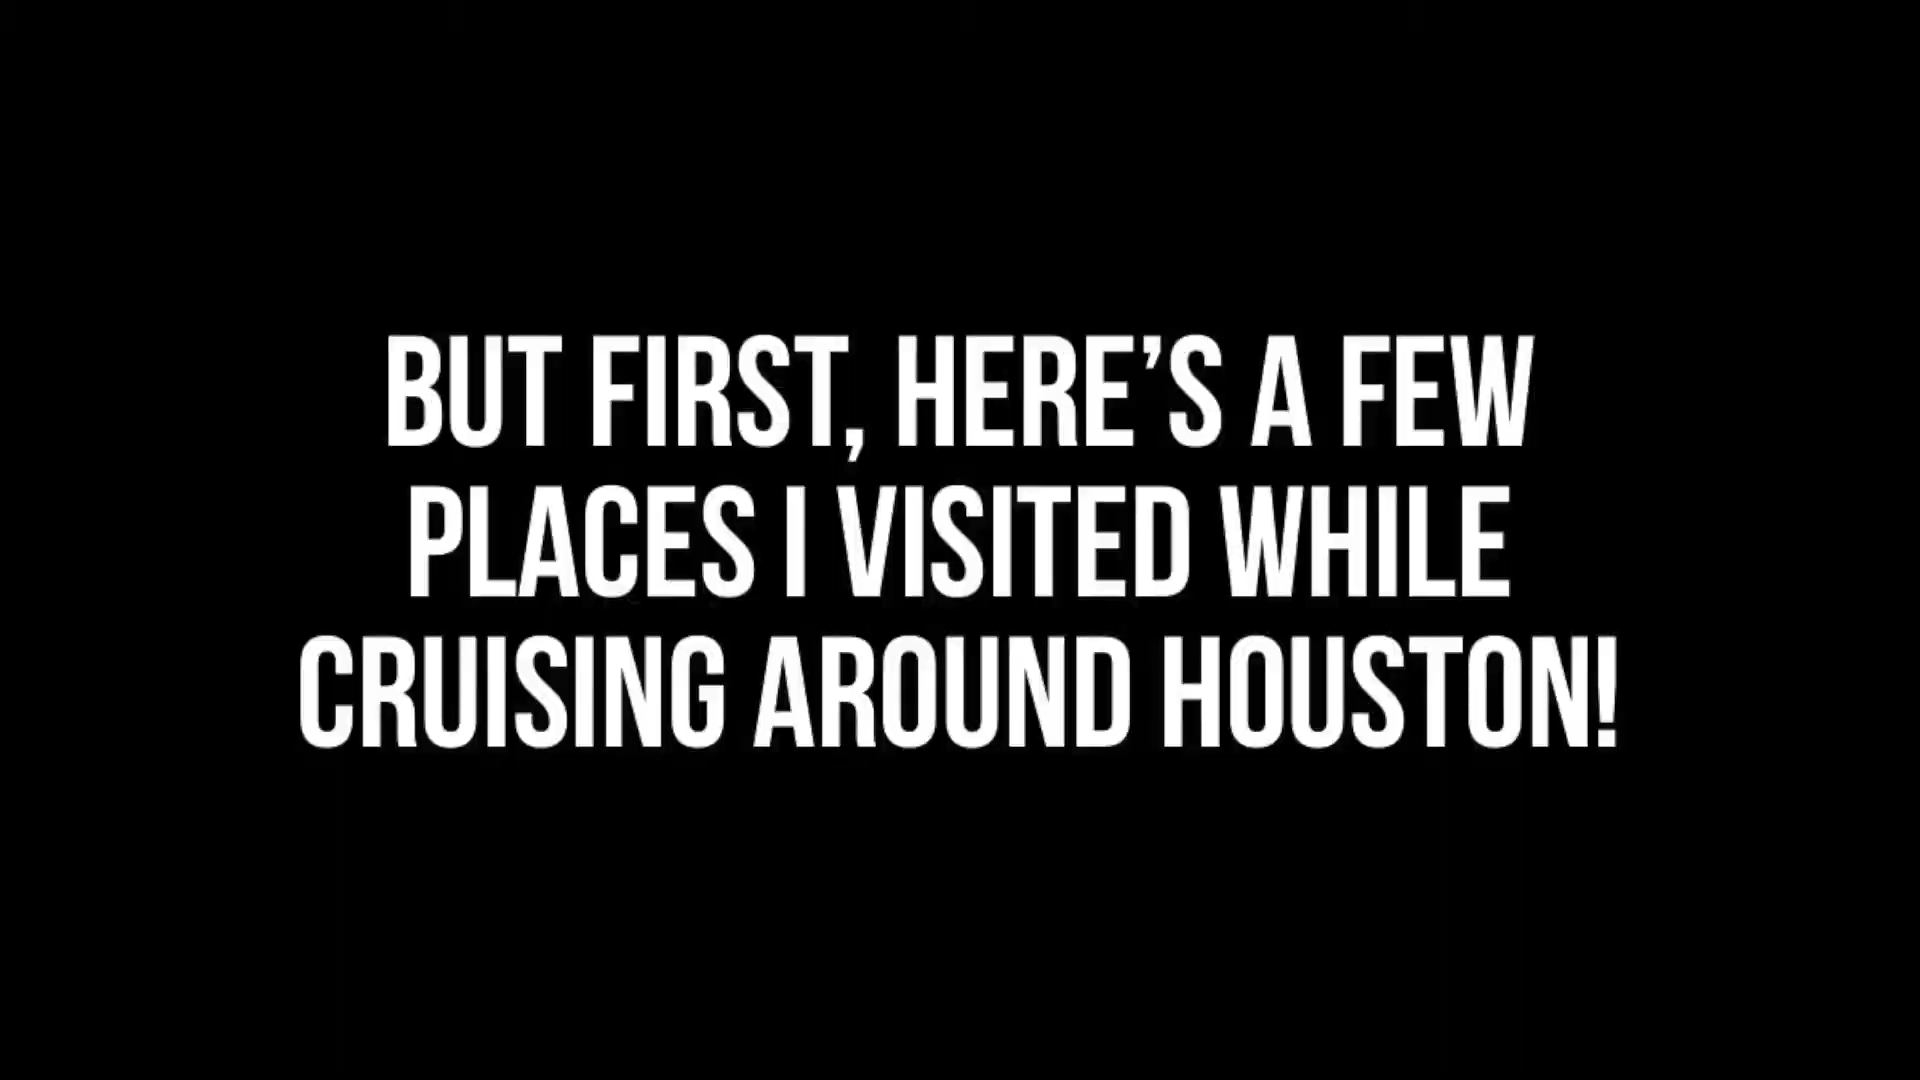 BUT FIRST, HERE’S A FEW
PLACES I VISITED WHILE
CRUISING AROUND HOUSTON!